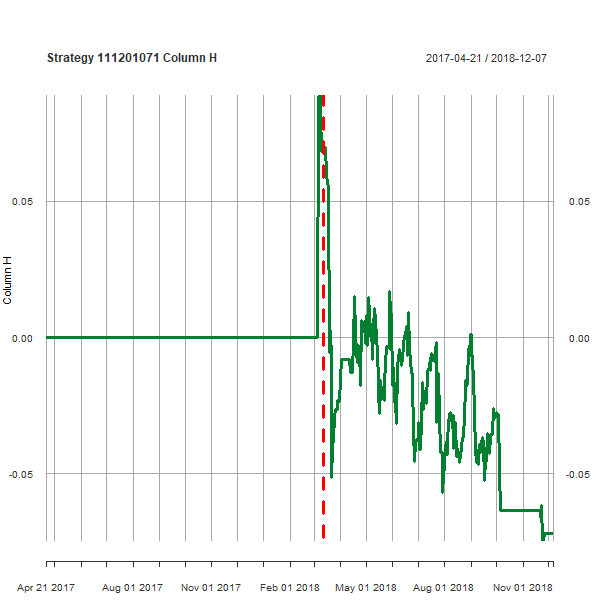 Strategy 111201071 Column H
2017-04-21 / 2018-12-07
Column H
0.05
0.00
-0.05
0.05
0.00
-0.05
Apr 21 2017
Aug 01 2017
Nov 01 2017
Feb 01 2018
May 01 2018
Aug 01 2018
Nov 01 2018